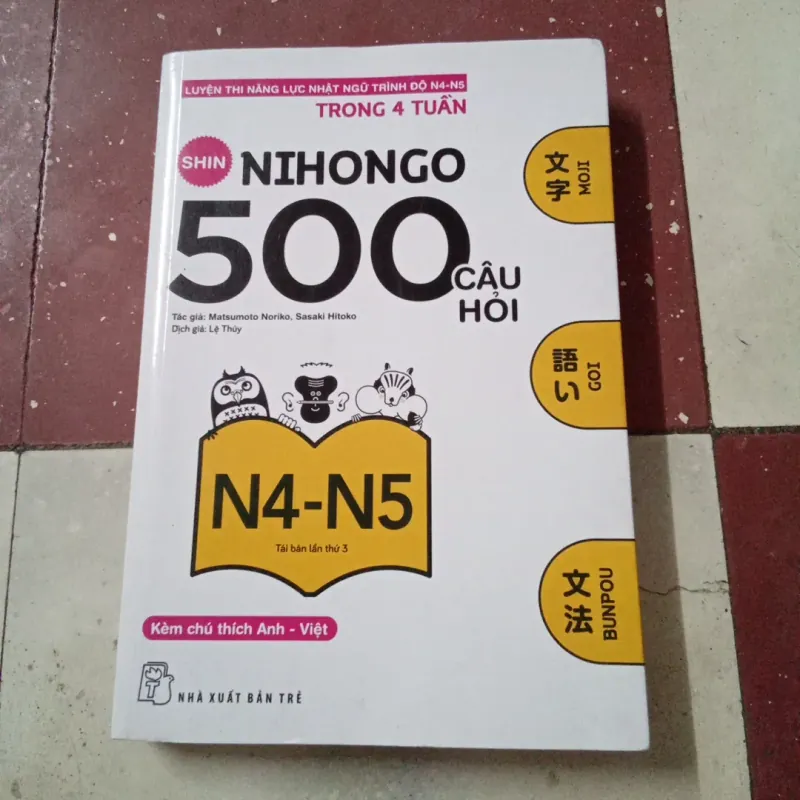 LUYỆN THI NĂNG LỰC NHẬT NGỮ TRÌNH ĐỘ N4-N5
TRONG 4 TUẦN
SHIN
NIHONGO
500
CÂU
HỎI
Tác giả: Matsumoto Noriko, Sasaki Hitoko
Dịch giả: Lệ Thúy
文字
MOJI
語い
GOI
文法
BUNPOU
N4-N5
Tái bản lần thứ 3
Kèm chú thích Anh - Việt
T
NHÀ XUẤT BẢN TRẺ